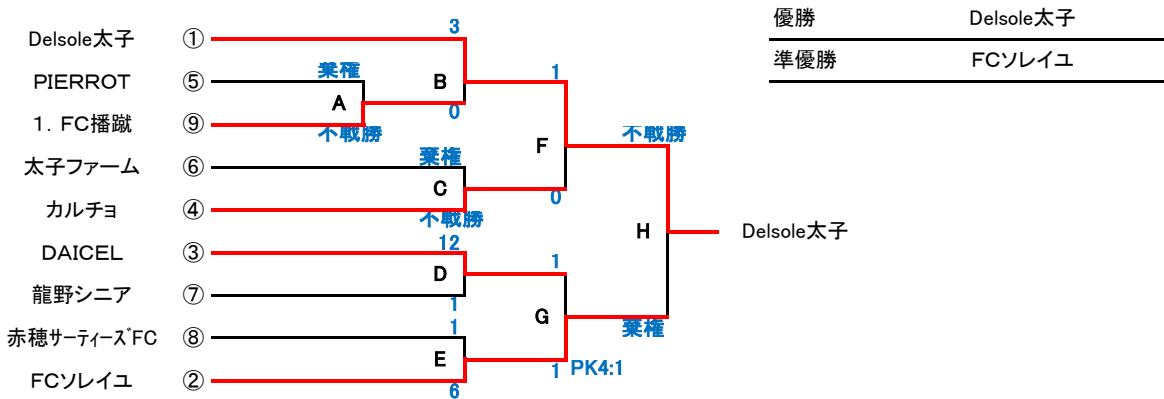 優勝 Delsole太子
準優勝 FCソレイユ
Delsole太子 ① 3
PIERROT ⑤ 棄権 B 1
A
1．FC播蹴 ⑨ 不戦勝 0
F 不戦勝
太子ファーム ⑥ 棄権
C
カルチョ ④ 不戦勝 0
H Delsole太子
DAICEL ③ 12
D 1
龍野シニア ⑦ 1
G 棄権
赤穂サーティーズFC ⑧ 1
E 1 PK4:1
FCソレイユ ② 6